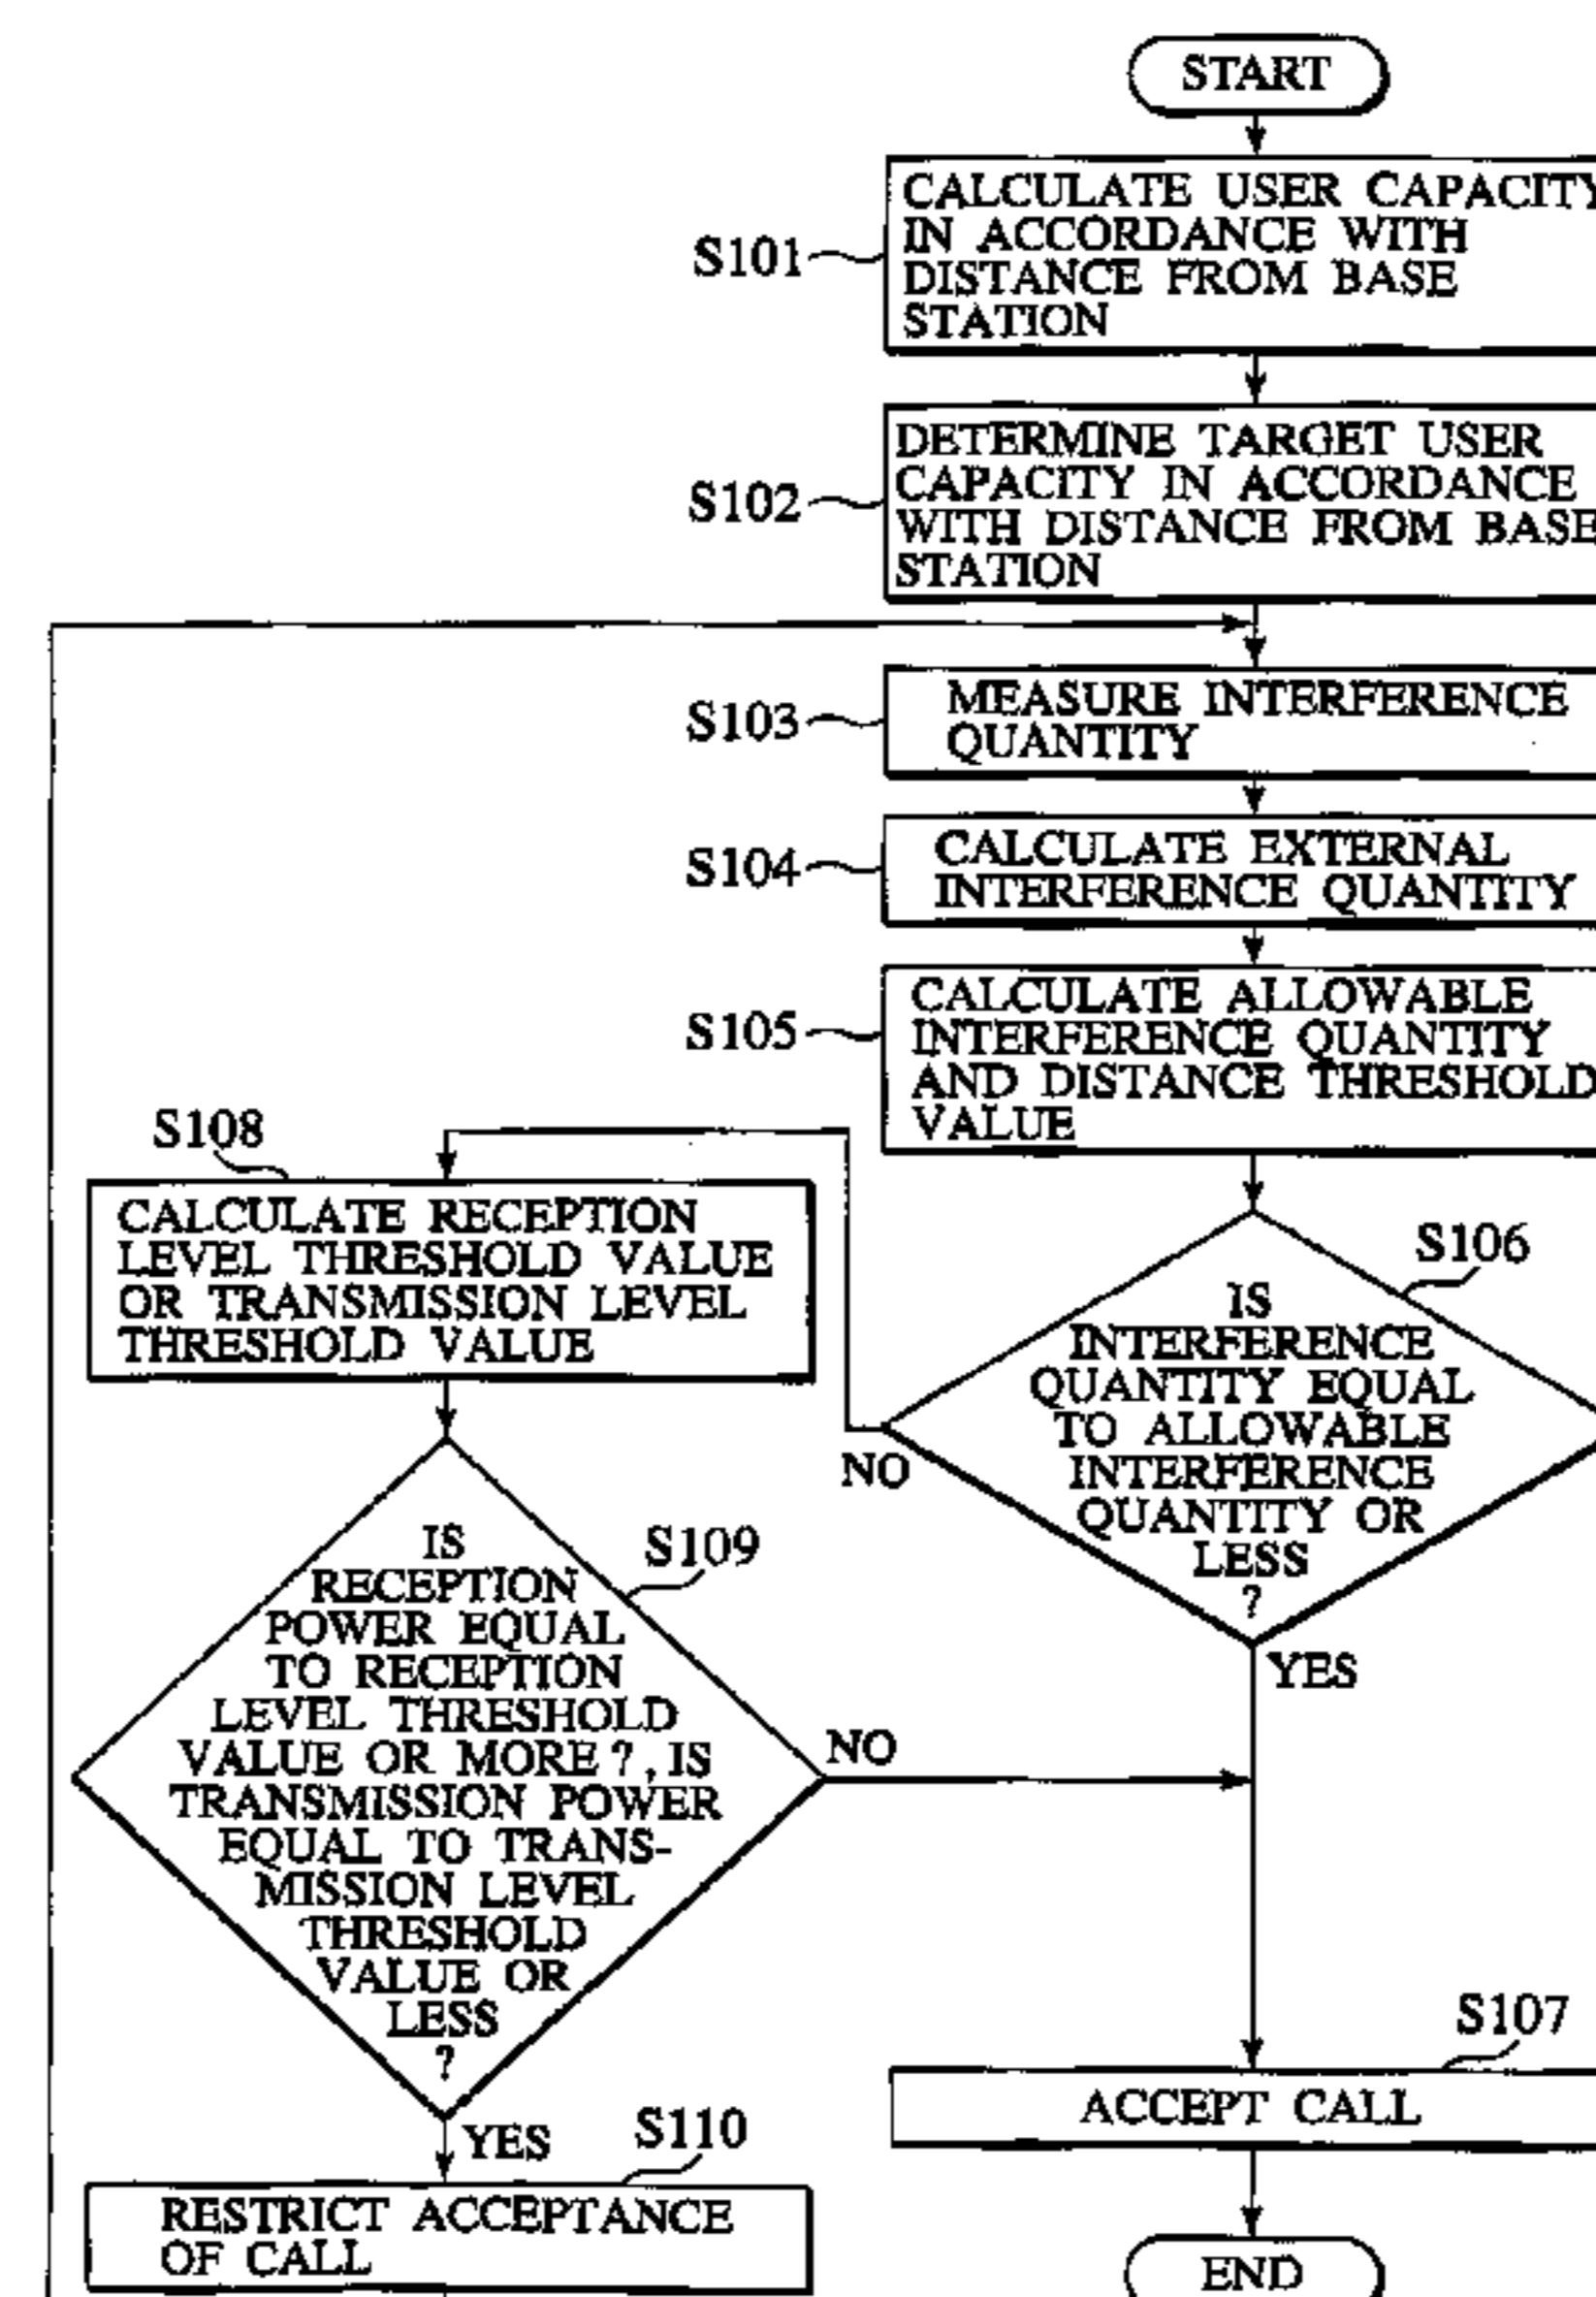 START
S101
CALCULATE USER CAPACITY
IN ACCORDANCE WITH
DISTANCE FROM BASE
STATION
S102
DETERMINE TARGET USER
CAPACITY IN ACCORDANCE
WITH DISTANCE FROM BASE
STATION
S103
MEASURE INTERFERENCE
QUANTITY
S104
CALCULATE EXTERNAL
INTERFERENCE QUANTITY
S105
CALCULATE ALLOWABLE
INTERFERENCE QUANTITY
AND DISTANCE THRESHOLD
VALUE
S106
IS
INTERFERENCE
QUANTITY EQUAL
TO ALLOWABLE
INTERFERENCE
QUANTITY OR
LESS
?
NO
YES
S108
CALCULATE RECEPTION
LEVEL THRESHOLD VALUE
OR TRANSMISSION LEVEL
THRESHOLD VALUE
S109
IS
RECEPTION
POWER EQUAL
TO RECEPTION
LEVEL THRESHOLD
VALUE OR MORE?, IS
TRANSMISSION POWER
EQUAL TO TRANS-
MISSION LEVEL
THRESHOLD
VALUE OR
LESS
?
NO
YES
S110
RESTRICT ACCEPTANCE
OF CALL
S107
ACCEPT CALL
END